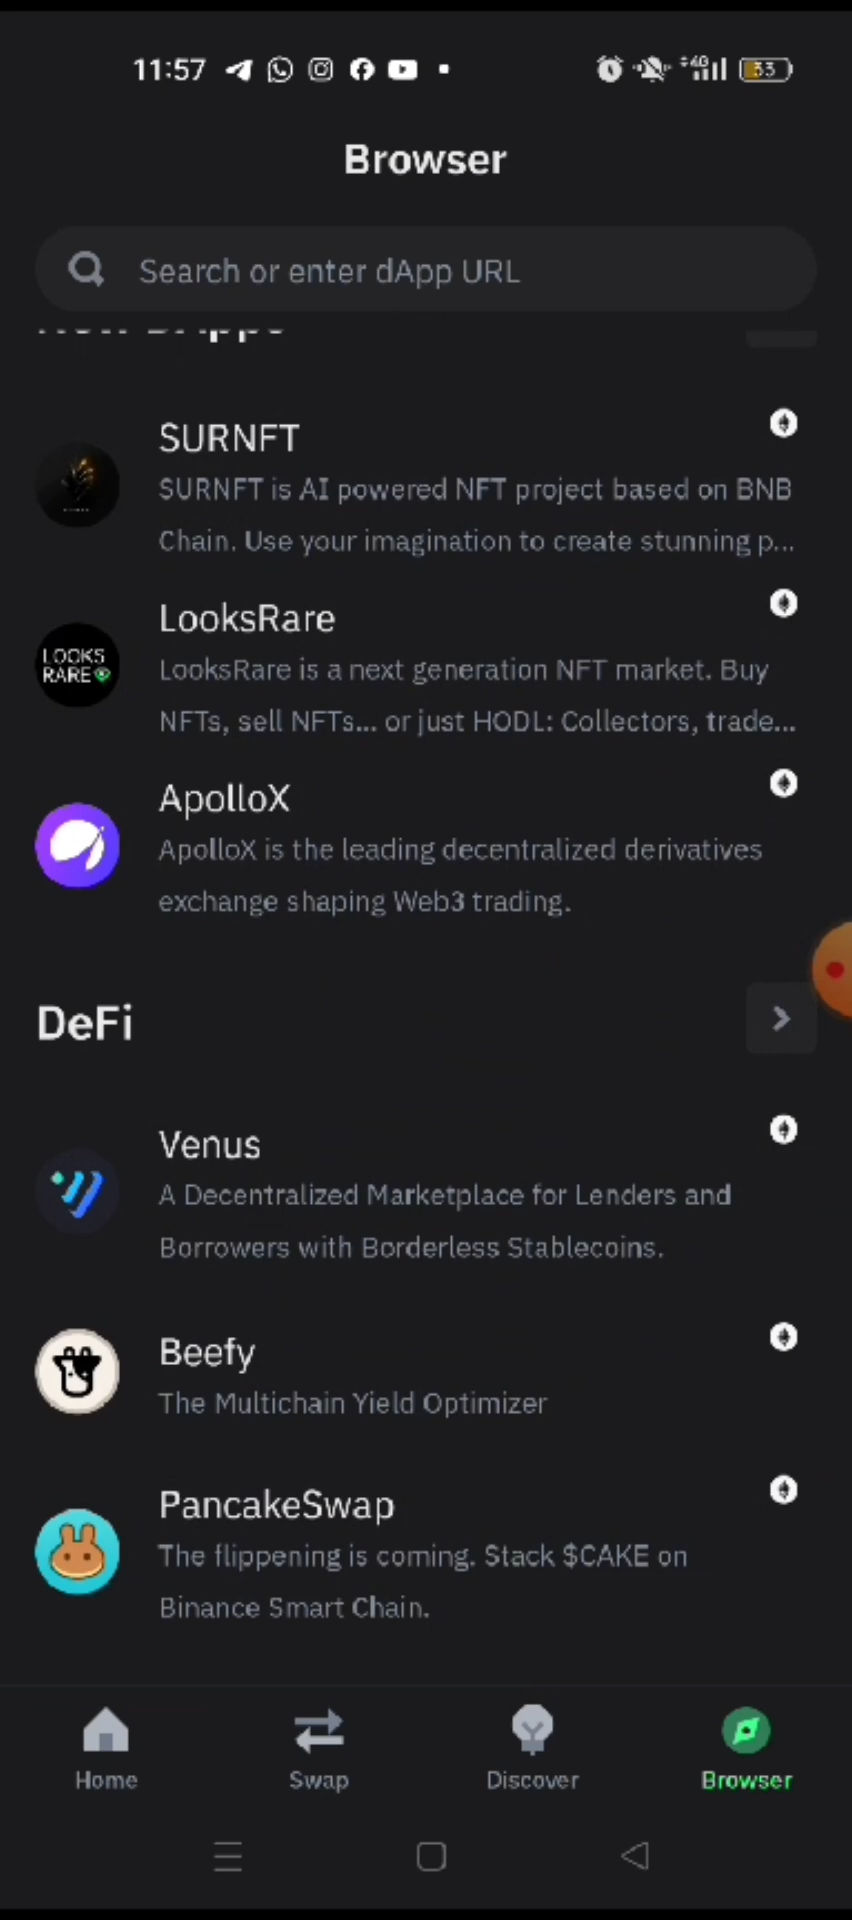 11:57
4G
33
Browser
Search or enter dApp URL
New DApps
SURNFT
SURNFT is AI powered NFT project based on BNB
Chain. Use your imagination to create stunning p...
LooksRare
LOOKS
RARE
LooksRare is a next generation NFT market. Buy
NFTs, sell NFTs... or just HODL: Collectors, trade...
ApolloX
ApolloX is the leading decentralized derivatives
exchange shaping Web3 trading.
DeFi
Venus
A Decentralized Marketplace for Lenders and
Borrowers with Borderless Stablecoins.
Beefy
The Multichain Yield Optimizer
PancakeSwap
The flippening is coming. Stack $CAKE on
Binance Smart Chain.
Home
Swap
Discover
Browser